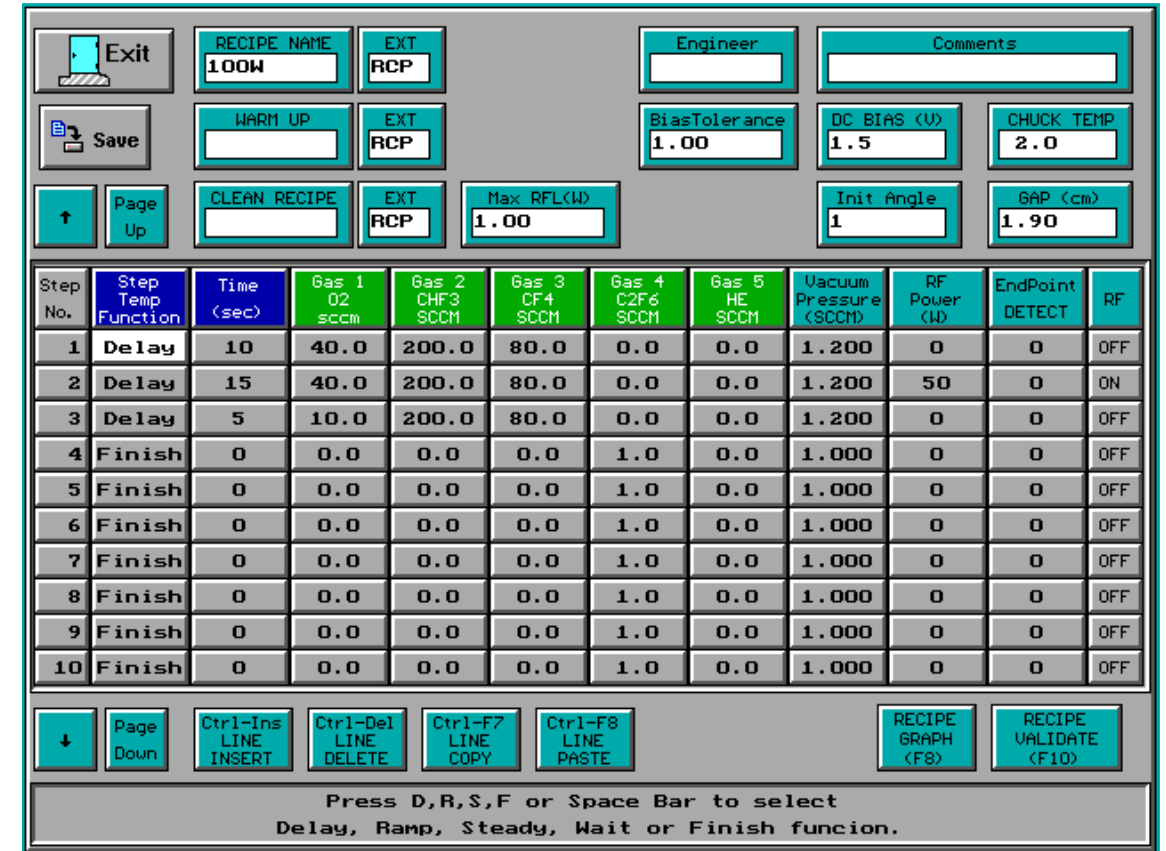 Exit
RECIPE NAME EXT
100W RCP
Engineer
Comments
Save
WARM UP EXT
RCP
BiasTolerance
1.00
DC BIAS (V)
1.5
CHUCK TEMP
2.0
↑
Page
Up
CLEAN RECIPE EXT
RCP
Max RFL(W)
1.00
Init Angle
1
GAP (cm)
1.90
Step
No.
Step
Temp
Function
Time
(sec)
Gas 1
O2
sccm
Gas 2
CHF3
SCCM
Gas 3
CF4
SCCM
Gas 4
C2F6
SCCM
Gas 5
HE
SCCM
Vacuum
Pressure
(SCCM)
RF
Power
(W)
EndPoint
DETECT
RF
1 Delay 10 40.0 200.0 80.0 0.0 0.0 1.200 0 0 OFF
2 Delay 15 40.0 200.0 80.0 0.0 0.0 1.200 50 0 ON
3 Delay 5 10.0 200.0 80.0 0.0 0.0 1.200 0 0 OFF
4 Finish 0 0.0 0.0 0.0 1.0 0.0 1.000 0 0 OFF
5 Finish 0 0.0 0.0 0.0 1.0 0.0 1.000 0 0 OFF
6 Finish 0 0.0 0.0 0.0 1.0 0.0 1.000 0 0 OFF
7 Finish 0 0.0 0.0 0.0 1.0 0.0 1.000 0 0 OFF
8 Finish 0 0.0 0.0 0.0 1.0 0.0 1.000 0 0 OFF
9 Finish 0 0.0 0.0 0.0 1.0 0.0 1.000 0 0 OFF
10 Finish 0 0.0 0.0 0.0 1.0 0.0 1.000 0 0 OFF
↓
Page
Down
Ctrl-Ins
LINE
INSERT
Ctrl-Del
LINE
DELETE
Ctrl-F7
LINE
COPY
Ctrl-F8
LINE
PASTE
RECIPE
GRAPH
(F8)
RECIPE
VALIDATE
(F10)
Press D,R,S,F or Space Bar to select
Delay, Ramp, Steady, Wait or Finish funcion.